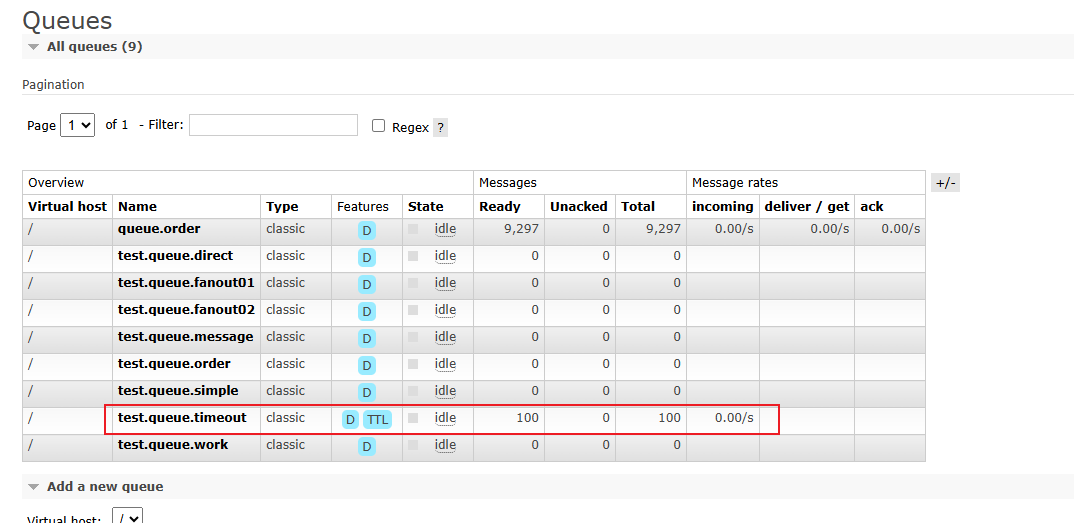 Queues
All queues (9)
Pagination
Page 1 of 1 - Filter: Regex ?
Overview Messages Message rates +/-
Virtual host Name Type Features State Ready Unacked Total incoming deliver / get ack
/ queue.order classic D idle 9,297 0 9,297 0.00/s 0.00/s 0.00/s
/ test.queue.direct classic D idle 0 0 0
/ test.queue.fanout01 classic D idle 0 0 0
/ test.queue.fanout02 classic D idle 0 0 0
/ test.queue.message classic D idle 0 0 0
/ test.queue.order classic D idle 0 0 0
/ test.queue.simple classic D idle 0 0 0
/ test.queue.timeout classic D TTL idle 100 0 100 0.00/s
/ test.queue.work classic D idle 0 0 0
Add a new queue
Virtual host: /